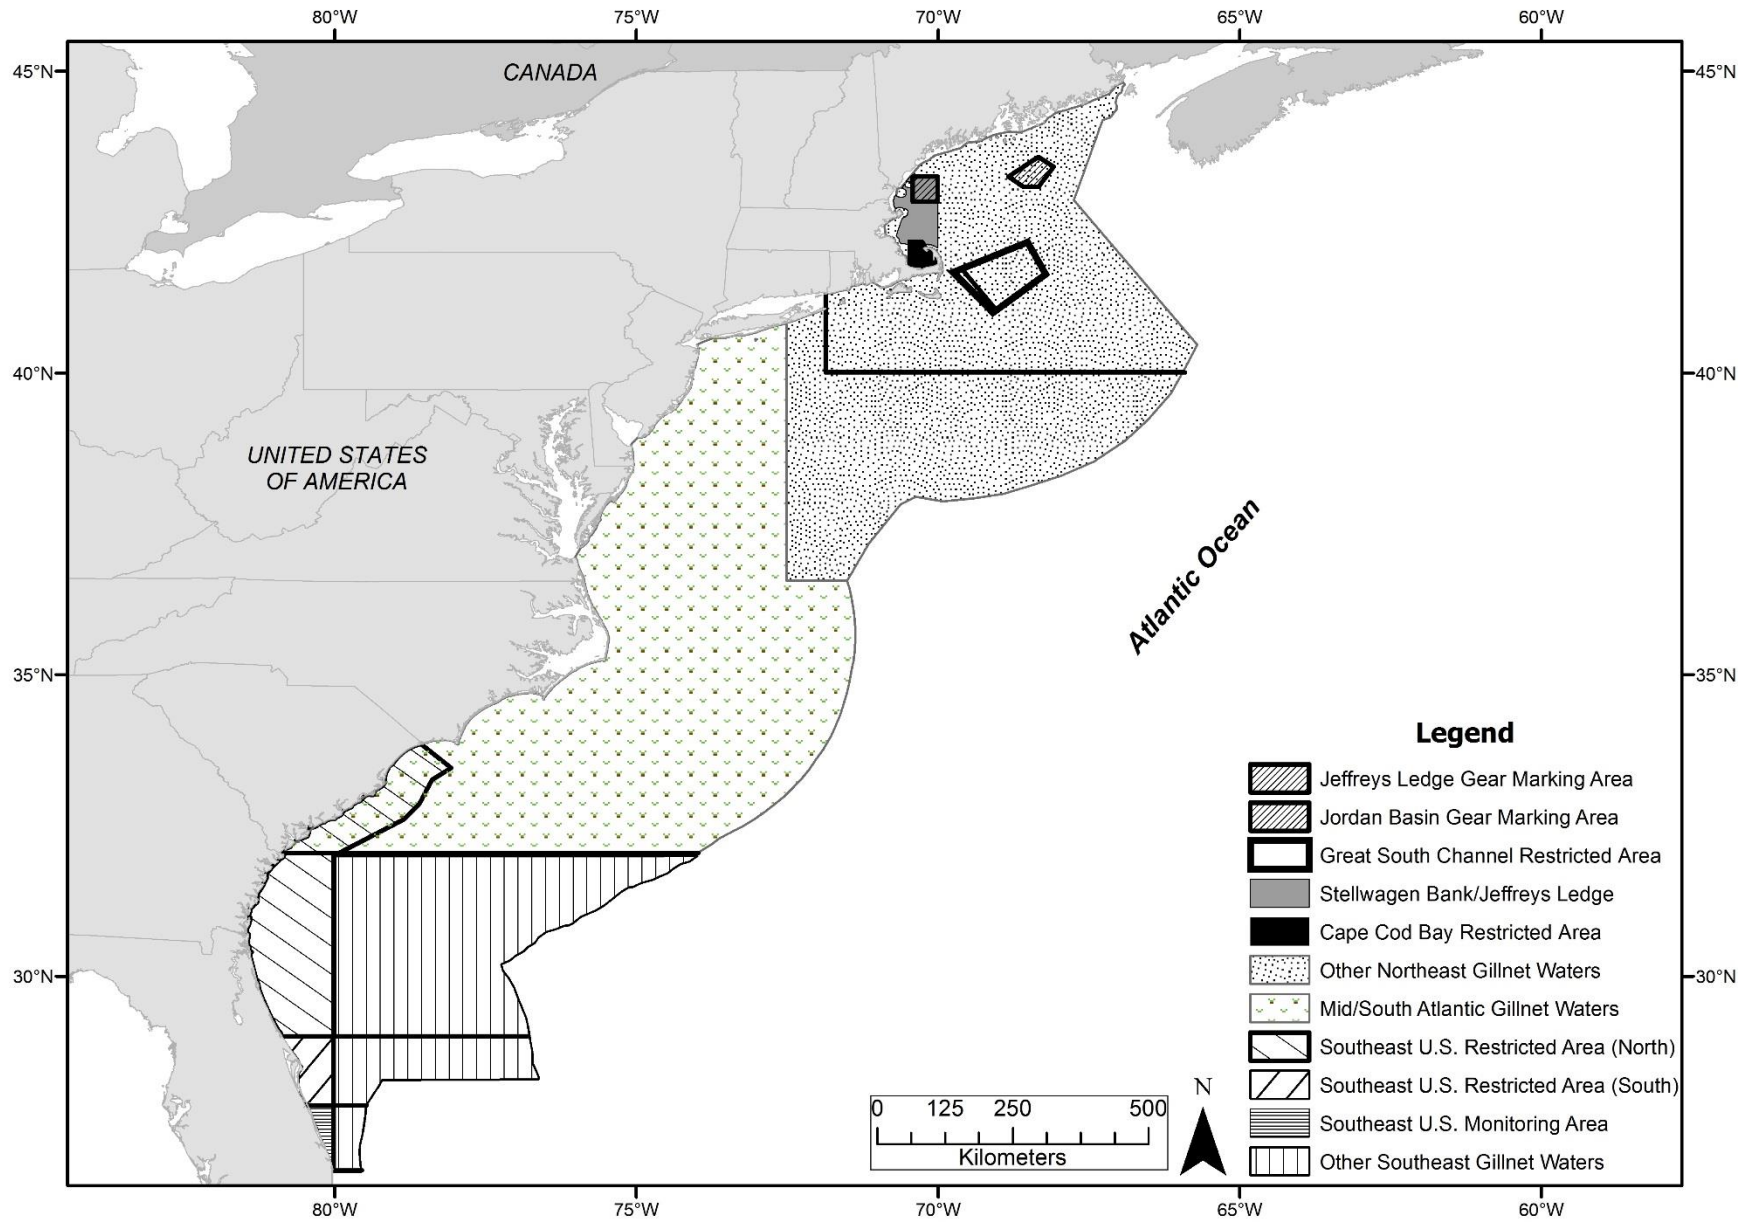 80°W 75°W 70°W 65°W 60°W
45°N 45°N
CANADA
40°N 40°N
UNITED STATES
OF AMERICA
Atlantic Ocean
35°N 35°N
Legend
Jeffreys Ledge Gear Marking Area
Jordan Basin Gear Marking Area
Great South Channel Restricted Area
Stellwagen Bank/Jeffreys Ledge
Cape Cod Bay Restricted Area
Other Northeast Gillnet Waters
30°N 30°N
Mid/South Atlantic Gillnet Waters
Southeast U.S. Restricted Area (North)
Southeast U.S. Restricted Area (South)
Southeast U.S. Monitoring Area
Other Southeast Gillnet Waters
N
0 125 250 500
Kilometers
80°W 75°W 70°W 65°W 60°W